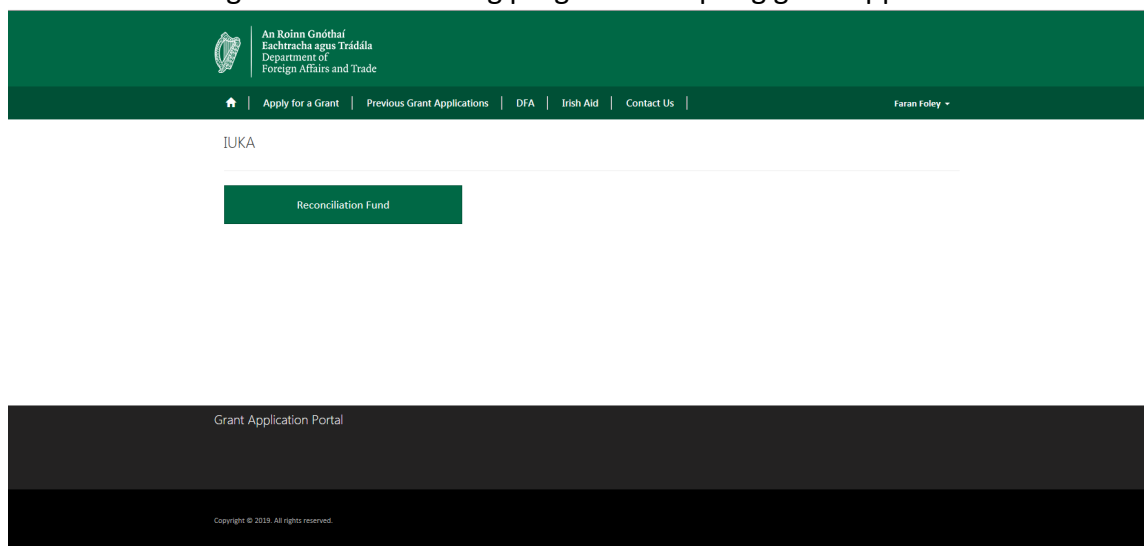 An Roinn Gnóthaí
Eachtracha agus Trádála
Department of
Foreign Affairs and Trade
Apply for a Grant | Previous Grant Applications | DFA | Irish Aid | Contact Us | Faran Foley
IUKA
Reconciliation Fund
Grant Application Portal
Copyright © 2019. All rights reserved.